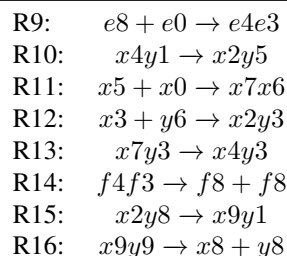 R9: e8 + e0 → e4e3
R10: x4y1 → x2y5
R11: x5 + x0 → x7x6
R12: x3 + y6 → x2y3
R13: x7y3 → x4y3
R14: f4f3 → f8 + f8
R15: x2y8 → x9y1
R16: x9y9 → x8 + y8